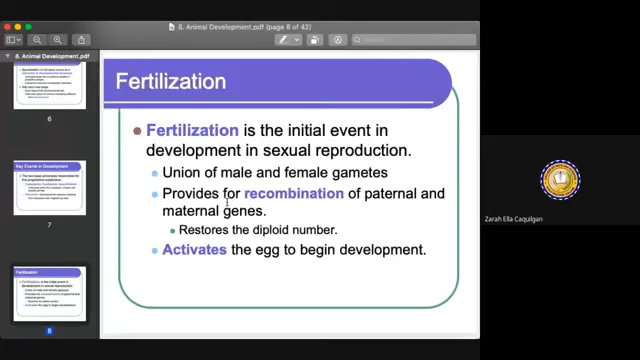 8. Animal Development.pdf (page 8 of 42)
Search
8. Animal Development.pdf
6
Key Events in Development
7
Fertilization
8
Fertilization
Fertilization is the initial event in
development in sexual reproduction.
Union of male and female gametes
Provides for recombination of paternal and
maternal genes.
Restores the diploid number.
Activates the egg to begin development.
Zarah Ella Caquilgan